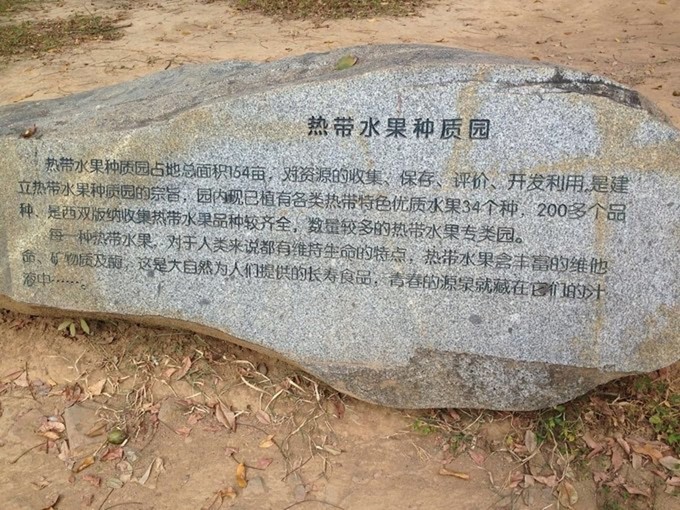 热带水果种质园
热带水果种质园占地总面积164亩，对资源的收集、保存、评价、开发利用,是建
立热带水果种质园的宗旨，园内现已植有各类热带特色优质水果34个种，200多个品
种、是西双版纳收集热带水果品种较齐全，数量较多的热带水果专类园。
每一种热带水果，对于人类来说都有维持生命的特点，热带水果含丰富的维他
命、矿物质及酶，这是大自然为人们提供的长寿食品，青春的源泉就藏在它们的汁
液中……。